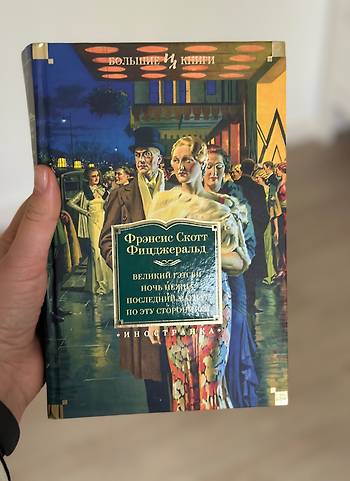 БОЛЬШИЕ КНИГИ
Фрэнсис Скотт
Фицджеральд
ВЕЛИКИЙ ГЭТСБИ
НОЧЬ НЕЖНА
ПОСЛЕДНИЙ
ПО ЭТУ СТОРОНУ
ИНОСТРАНКА